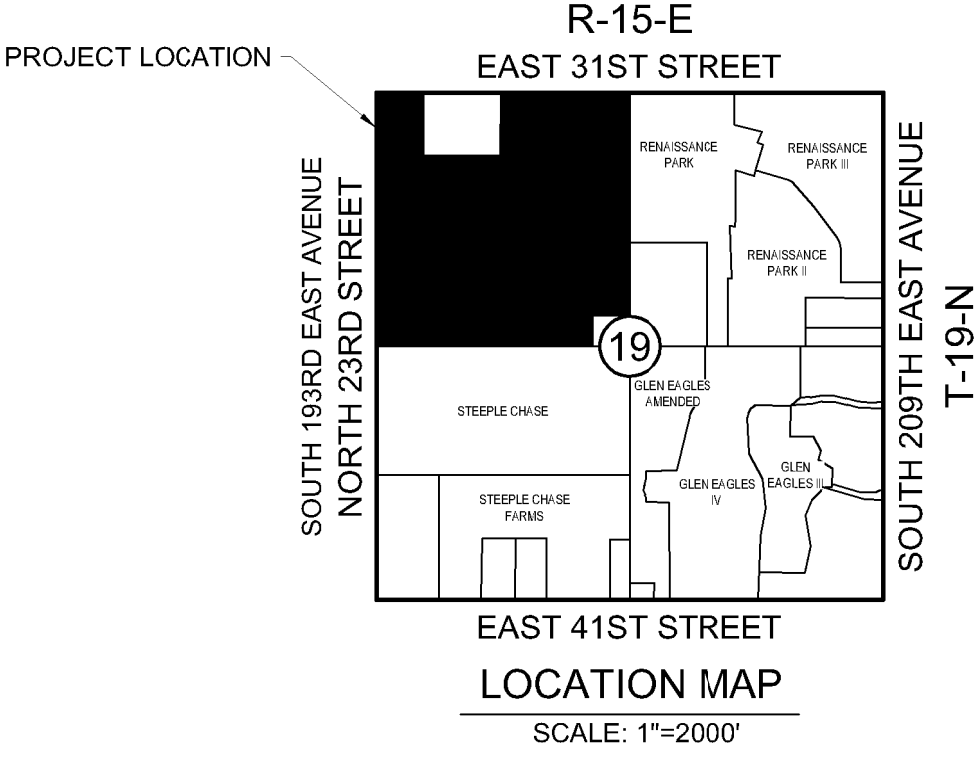 R-15-E
PROJECT LOCATION
EAST 31ST STREET
RENAISSANCE
PARK
RENAISSANCE
PARK III
RENAISSANCE
PARK II
SOUTH 193RD EAST AVENUE
NORTH 23RD STREET
SOUTH 209TH EAST AVENUE
T-19-N
19
GLEN EAGLES
AMENDED
STEEPLE CHASE
GLEN
EAGLES III
GLEN EAGLES
IV
STEEPLE CHASE
FARMS
EAST 41ST STREET
LOCATION MAP
SCALE: 1"=2000'